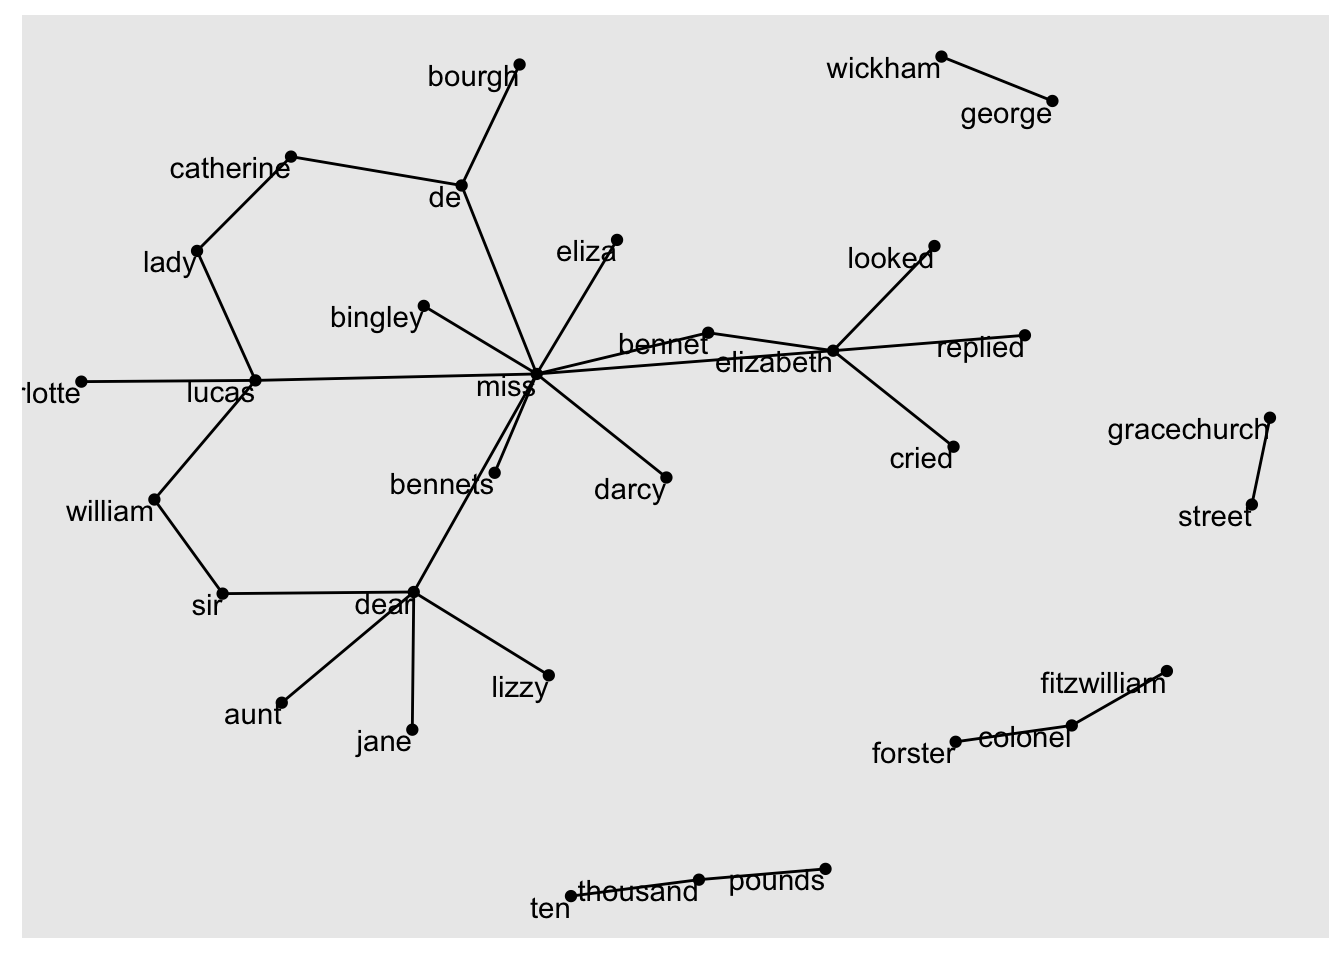 wickham
bourgh
george
catherine
de
eliza
looked
lady
bingley
bennet
replied
elizabeth
miss
lucas
rlotte
gracechurch
cried
bennets
darcy
william
street
dear
sir
fitzwilliam
lizzy
aunt
colonel
jane
forster
pounds
thousand
ten